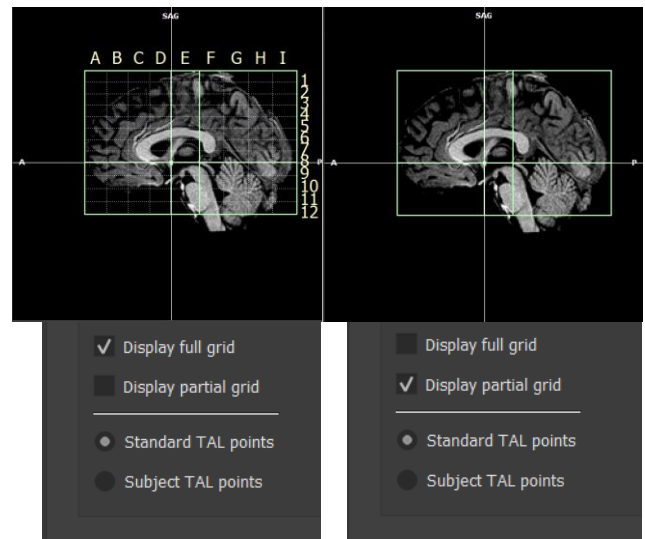 SAG
A B C D E F G H I
1
2
3
4
5
6
7
8
9
10
11
12
A
P
SAG
A
P
Display full grid
Display partial grid
Standard TAL points
Subject TAL points
Display full grid
Display partial grid
Standard TAL points
Subject TAL points